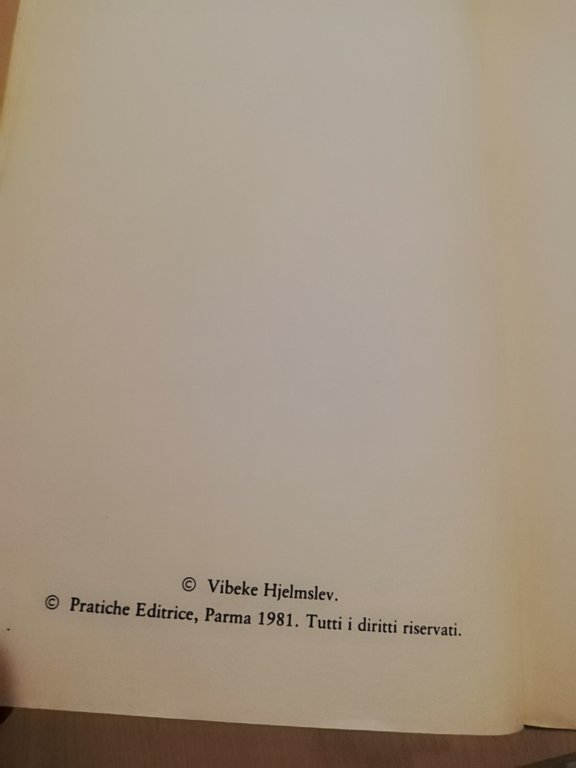 © Vibeke Hjelmslev.
© Pratiche Editrice, Parma 1981. Tutti i diritti riservati.